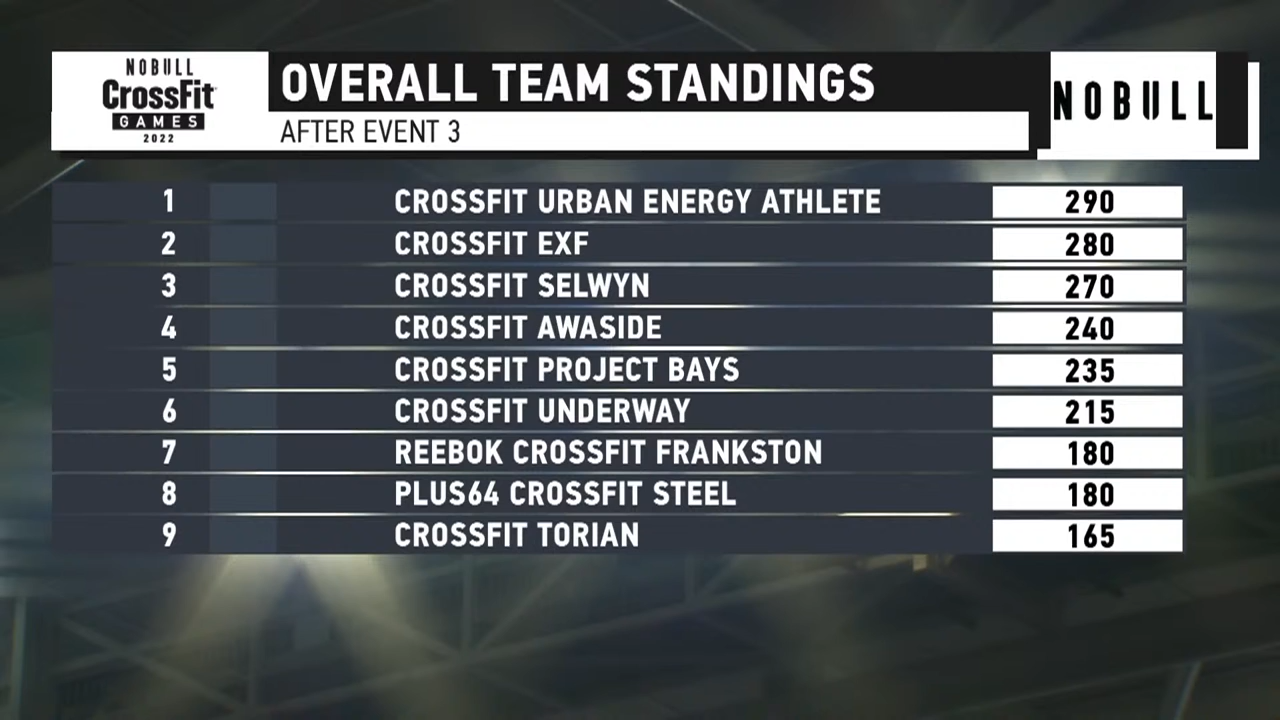 NOBULL
CrossFit
GAMES
2022
OVERALL TEAM STANDINGS
AFTER EVENT 3
NOBULL
1 CROSSFIT URBAN ENERGY ATHLETE 290
2 CROSSFIT EXF 280
3 CROSSFIT SELWYN 270
4 CROSSFIT AWASIDE 240
5 CROSSFIT PROJECT BAYS 235
6 CROSSFIT UNDERWAY 215
7 REEBOK CROSSFIT FRANKSTON 180
8 PLUS64 CROSSFIT STEEL 180
9 CROSSFIT TORIAN 165